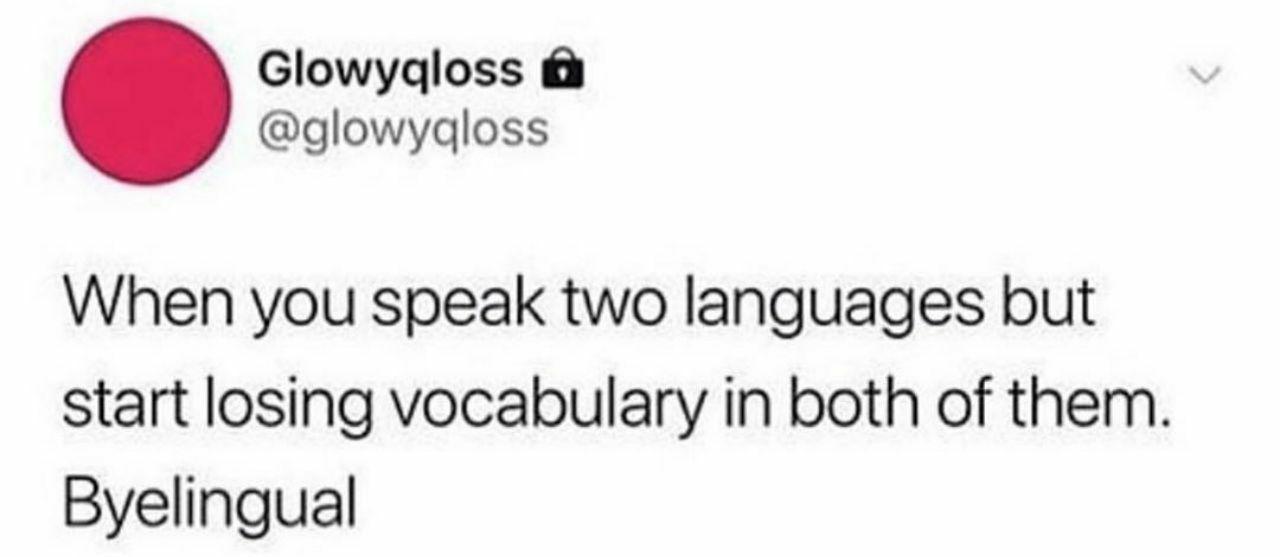 Glowyqloss
@glowyqloss
When you speak two languages but
start losing vocabulary in both of them.
Byelingual